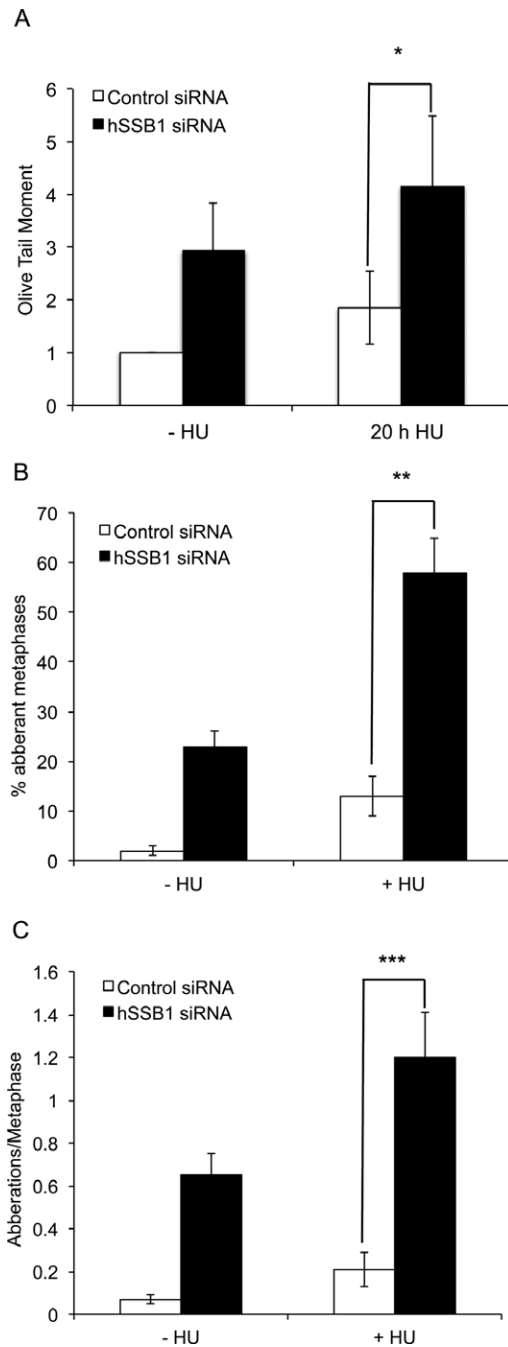 A
*
Control siRNA
hSSB1 siRNA
Olive Tail Moment
6
5
4
3
2
1
0
- HU
20 h HU
B
**
Control siRNA
hSSB1 siRNA
% abberant metaphases
70
60
50
40
30
20
10
0
- HU
+ HU
C
***
Control siRNA
hSSB1 siRNA
Abberations/Metaphase
1.6
1.4
1.2
1
0.8
0.6
0.4
0.2
0
- HU
+ HU